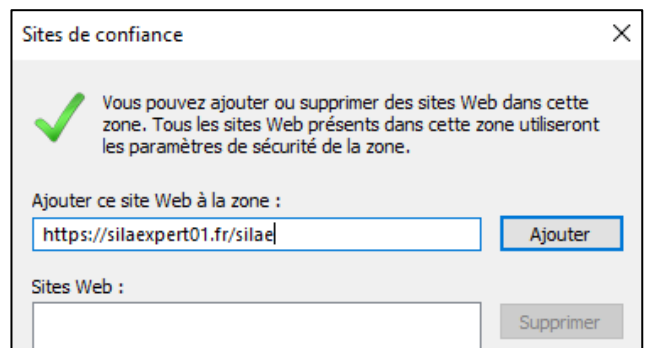 Sites de confiance
Vous pouvez ajouter ou supprimer des sites Web dans cette
zone. Tous les sites Web présents dans cette zone utiliseront
les paramètres de sécurité de la zone.
Ajouter ce site Web à la zone :
https://silaexpert01.fr/silae
Ajouter
Sites Web :
Supprimer